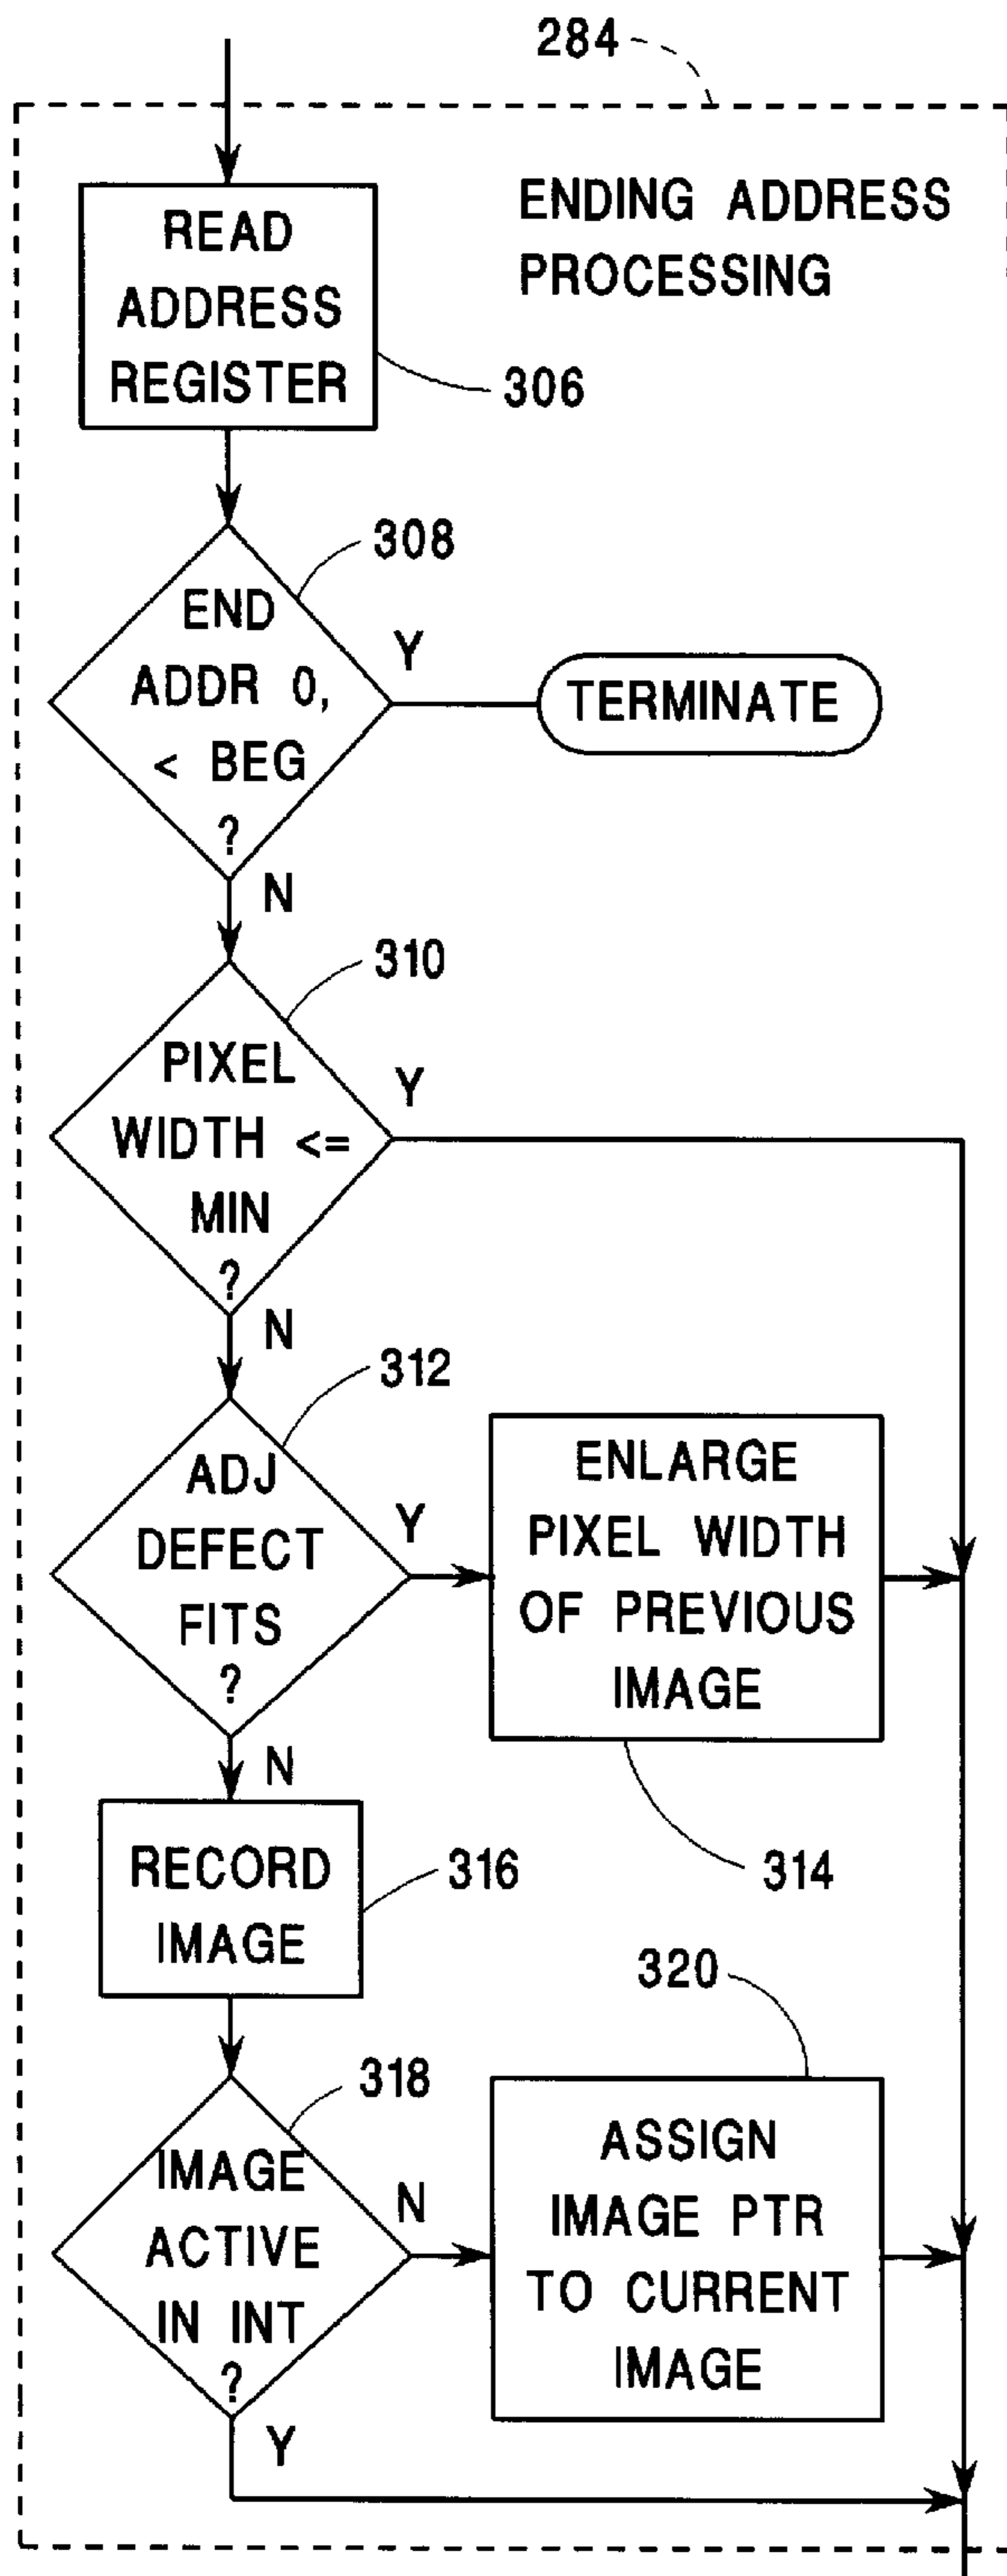 284
ENDING ADDRESS
PROCESSING
READ
ADDRESS
REGISTER
306
308
END
ADDR 0,
< BEG
?
Y
TERMINATE
N
310
PIXEL
WIDTH <=
MIN
?
Y
N
312
ADJ
DEFECT
FITS
?
Y
ENLARGE
PIXEL WIDTH
OF PREVIOUS
IMAGE
314
N
RECORD
IMAGE
316
318
IMAGE
ACTIVE
IN INT
?
N
320
ASSIGN
IMAGE PTR
TO CURRENT
IMAGE
Y